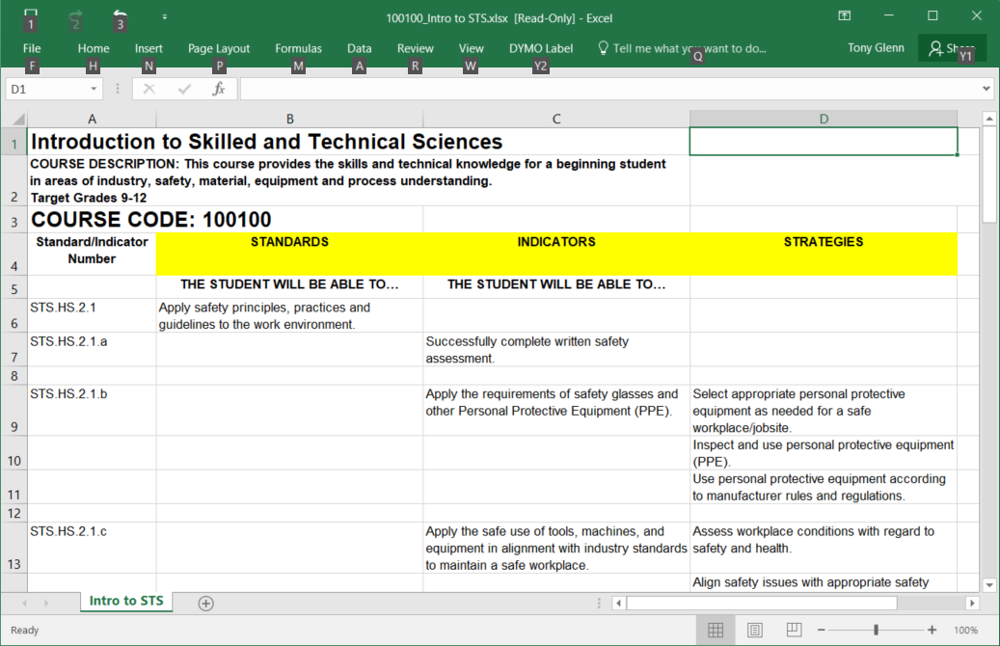 1 2 3
100100_Intro to STS.xlsx [Read-Only] - Excel
File Home Insert Page Layout Formulas Data Review View DYMO Label Tell me what you want to do... Tony Glenn
F H N P M A R W Y2 Q Y1
D1 fx
A B C D
1 Introduction to Skilled and Technical Sciences
COURSE DESCRIPTION: This course provides the skills and technical knowledge for a beginning student
in areas of industry, safety, material, equipment and process understanding.
2 Target Grades 9-12
3 COURSE CODE: 100100
Standard/Indicator STANDARDS INDICATORS STRATEGIES
Number
4
5 THE STUDENT WILL BE ABLE TO... THE STUDENT WILL BE ABLE TO...
STS.HS.2.1 Apply safety principles, practices and
6 guidelines to the work environment.
STS.HS.2.1.a Successfully complete written safety
7 assessment.
8
STS.HS.2.1.b Apply the requirements of safety glasses and Select appropriate personal protective
other Personal Protective Equipment (PPE). equipment as needed for a safe
9 workplace/jobsite.
Inspect and use personal protective equipment
10 (PPE).
Use personal protective equipment according
11 to manufacturer rules and regulations.
12
STS.HS.2.1.c Apply the safe use of tools, machines, and Assess workplace conditions with regard to
equipment in alignment with industry standards safety and health.
13 to maintain a safe workplace.
Align safety issues with appropriate safety
Intro to STS
Ready 100%